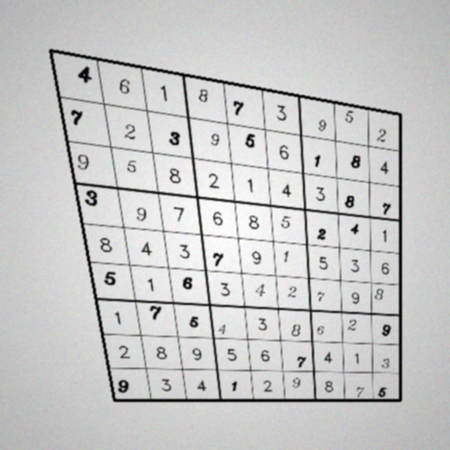 4 6 1 8 7 3 9 5 2
7 2 3 9 5 6 1 8 4
9 5 8 2 1 4 3 8 7
3 9 7 6 8 5 2 4 1
8 4 3 7 9 1 5 3 6
5 1 6 3 4 2 7 9 8
1 7 5 4 3 8 6 2 9
2 8 9 5 6 7 4 1 3
9 3 4 1 2 9 8 7 5